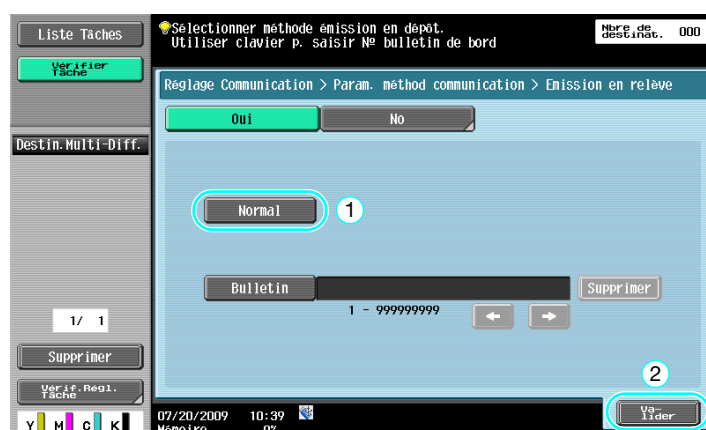 Liste Tâches
Vérifier
Tâche
Destin.Multi-Diff.
1/ 1
Supprimer
Vérif.Régl.
Tâche
Y M C K
Sélectionner méthode émission en dépôt.
Utiliser clavier p. saisir Nº bulletin de bord
Nbre de
destinat. 000
Réglage Communication > Param. méthod communication > Emission en relève
Oui No
Normal 1
Bulletin Supprimer
1 - 999999999
2
07/20/2009 10:39
Mémoire 0%
Va-
lider